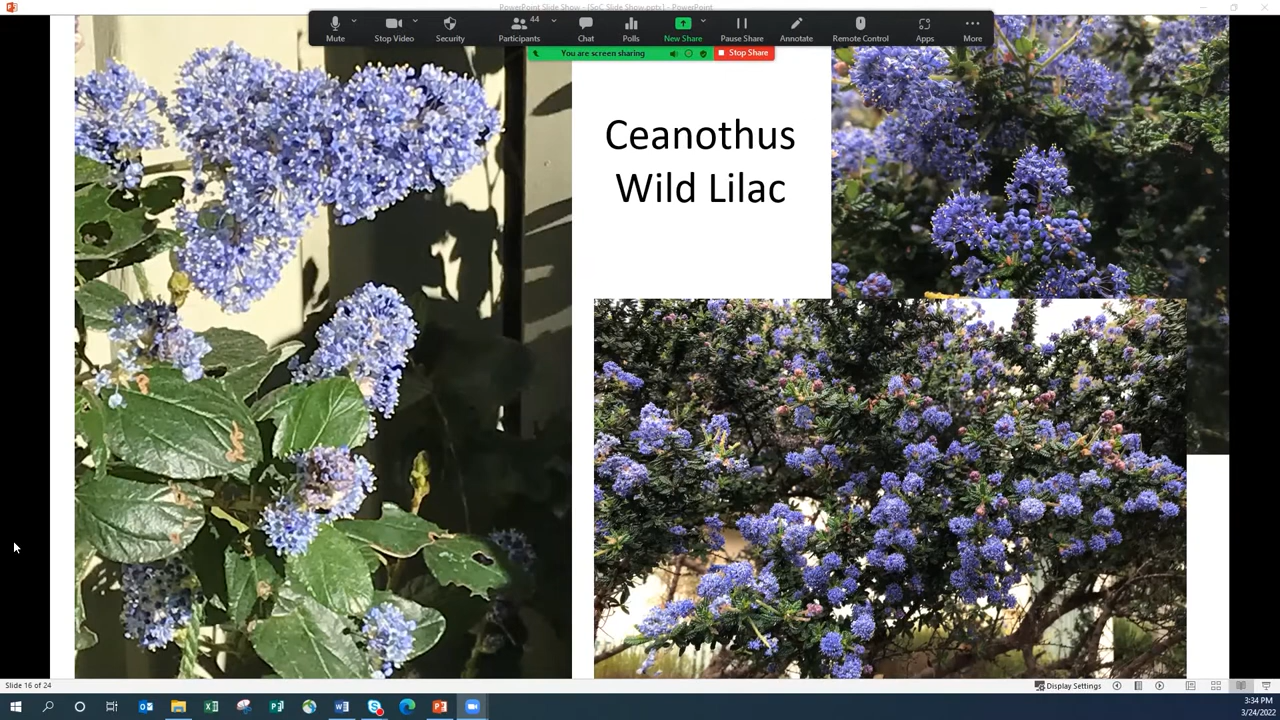 PowerPoint Slide Show - [SoC Slide Show.pptx] - PowerPoint
44
Mute
Stop Video
Security
Participants
Chat
Polls
New Share
Pause Share
Annotate
Remote Control
Apps
More
You are screen sharing
Stop Share
Ceanothus
Wild Lilac
Slide 16 of 24
Display Settings
3:34 PM
3/24/2022